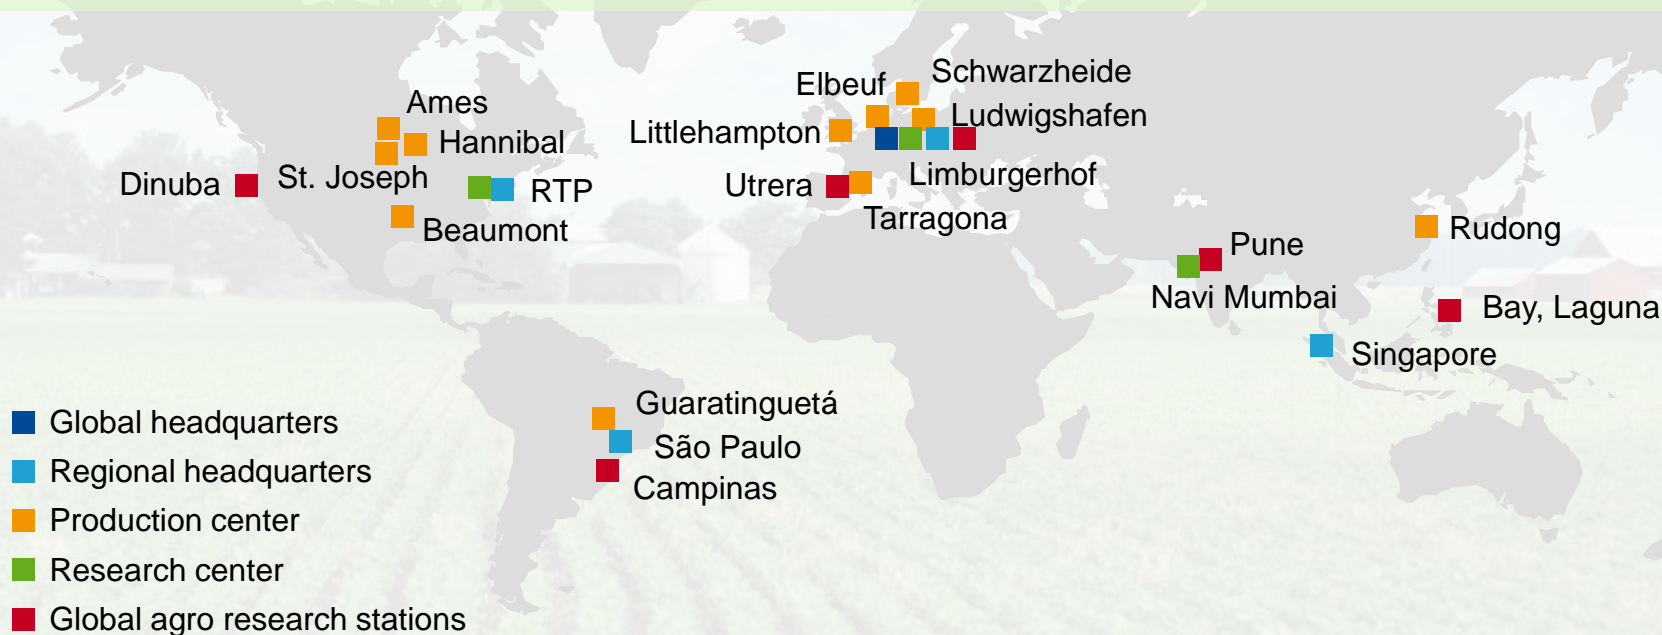 Schwarzheide
Elbeuf
Ames
Ludwigshafen
Littlehampton
Hannibal
Limburgerhof
St. Joseph
Dinuba
Utrera
RTP
Tarragona
Beaumont
Rudong
Pune
Navi Mumbai
Bay, Laguna
Singapore
Guaratinguetá
São Paulo
Campinas
Global headquarters
Regional headquarters
Production center
Research center
Global agro research stations